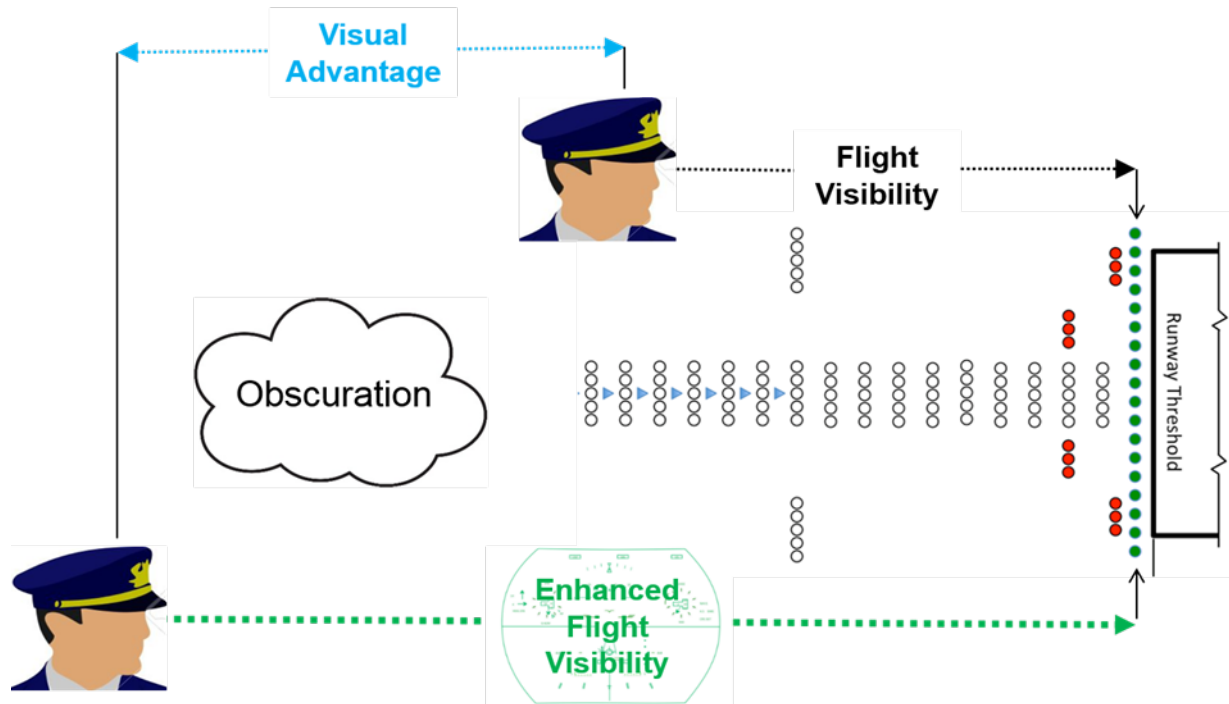 Visual
Advantage
Flight
Visibility
Obscuration
Runway Threshold
Enhanced
Flight
Visibility